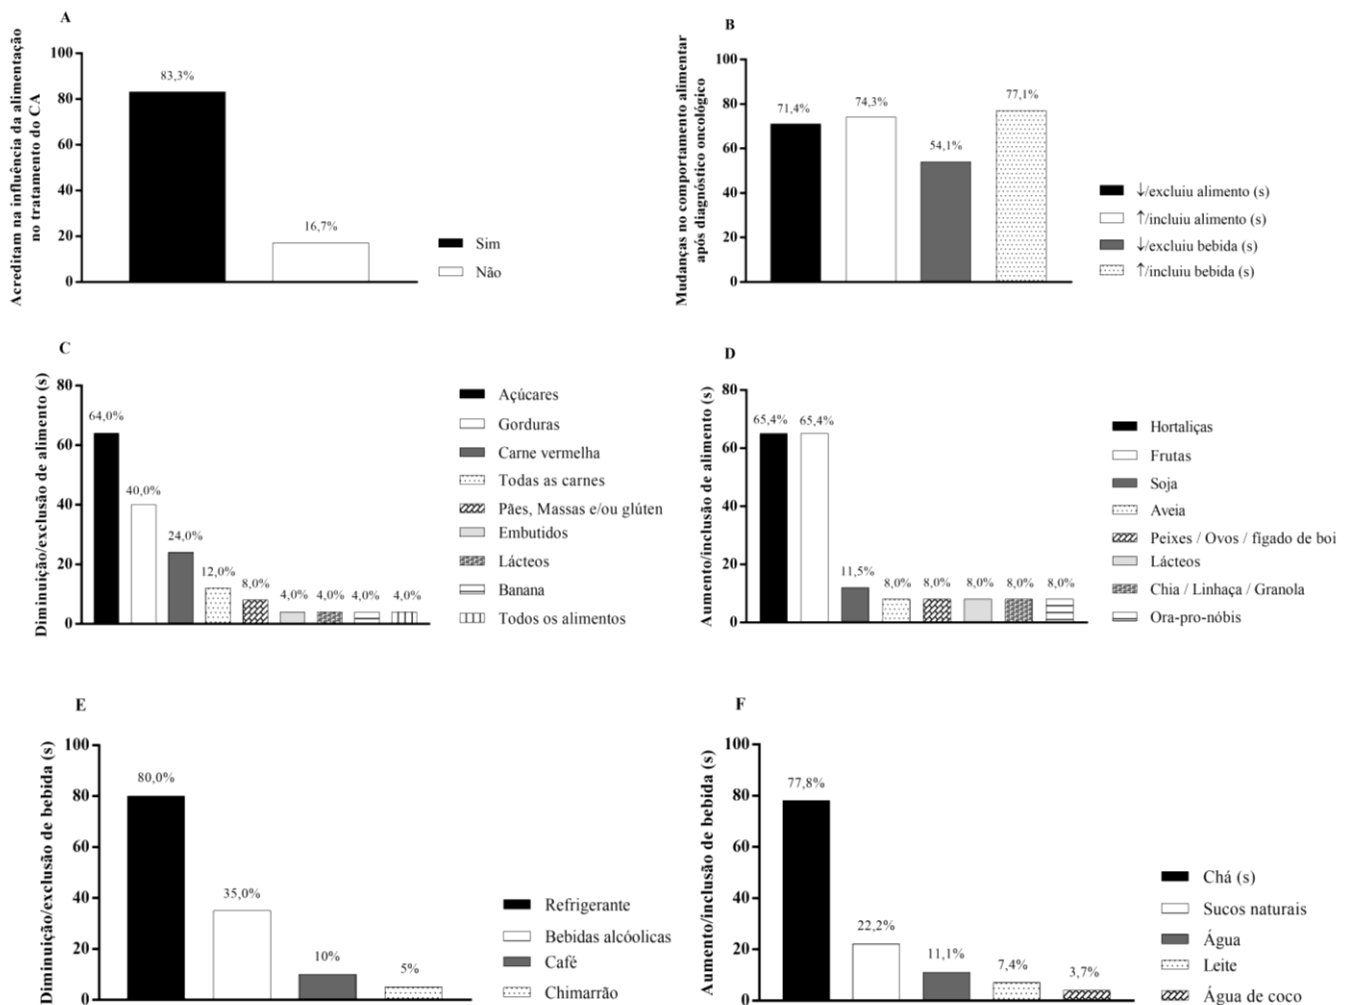 A
Acreditam na influência da alimentação
no tratamento do CA
100
80
60
40
20
0
83,3%
16,7%
Sim
Não
B
Mudanças no comportamento alimentar
após diagnóstico oncológico
100
80
60
40
20
0
71,4%
74,3%
54,1%
77,1%
↓/excluiu alimento (s)
↑/incluiu alimento (s)
↓/excluiu bebida (s)
↑/incluiu bebida (s)
C
Diminuição/exclusão de alimento (s)
80
60
40
20
0
64,0%
40,0%
24,0%
12,0%
8,0%
4,0%
4,0%
4,0%
4,0%
Açúcares
Gorduras
Carne vermelha
Todas as carnes
Pães, Massas e/ou glúten
Embutidos
Lácteos
Banana
Todos os alimentos
D
Aumento/inclusão de alimento (s)
80
60
40
20
0
65,4%
65,4%
11,5%
8,0%
8,0%
8,0%
8,0%
8,0%
Hortaliças
Frutas
Soja
Aveia
Peixes / Ovos / fígado de boi
Lácteos
Chia / Linhaça / Granola
Ora-pro-nóbis
E
Diminuição/exclusão de bebida (s)
100
80
60
40
20
0
80,0%
35,0%
10%
5%
Refrigerante
Bebidas alcóolicas
Café
Chimarrão
F
Aumento/inclusão de bebida (s)
100
80
60
40
20
0
77,8%
22,2%
11,1%
7,4%
3,7%
Chá (s)
Sucos naturais
Água
Leite
Água de coco